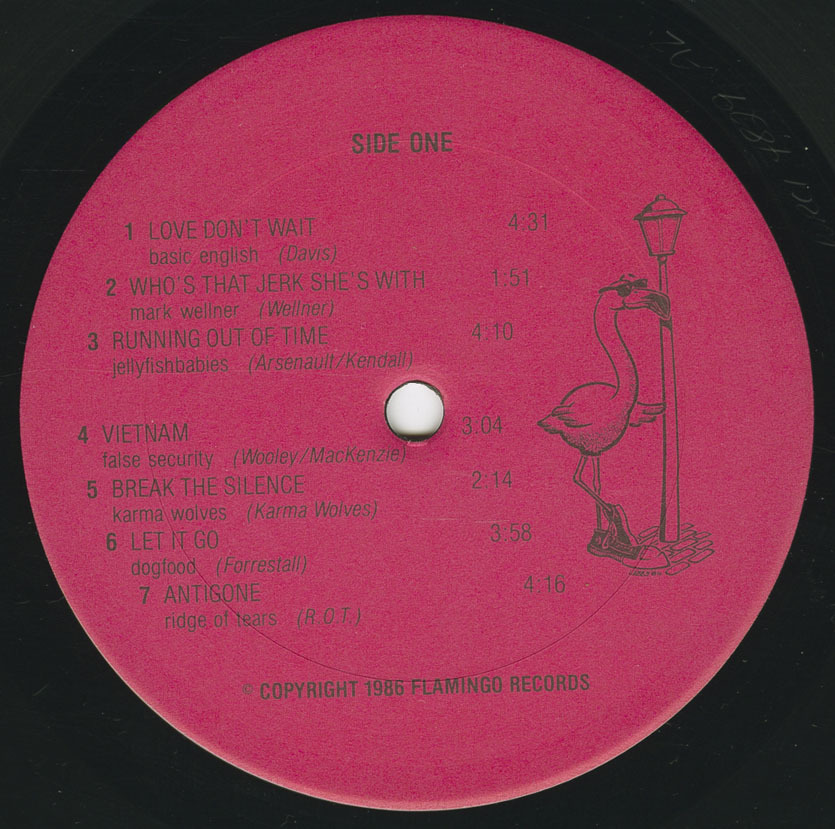 SIDE ONE
1 LOVE DON'T WAIT 4:31
basic english (Davis)
2 WHO'S THAT JERK SHE'S WITH 1:51
mark wellner (Wellner)
3 RUNNING OUT OF TIME 4:10
jellyfishbabies (Arsenault/Kendall)
4 VIETNAM 3:04
false security (Wooley/MacKenzie)
5 BREAK THE SILENCE 2:14
karma wolves (Karma Wolves)
6 LET IT GO 3:58
dogfood (Forrestall)
7 ANTIGONE 4:16
ridge of tears (R.O.T.)
© COPYRIGHT 1986 FLAMINGO RECORDS